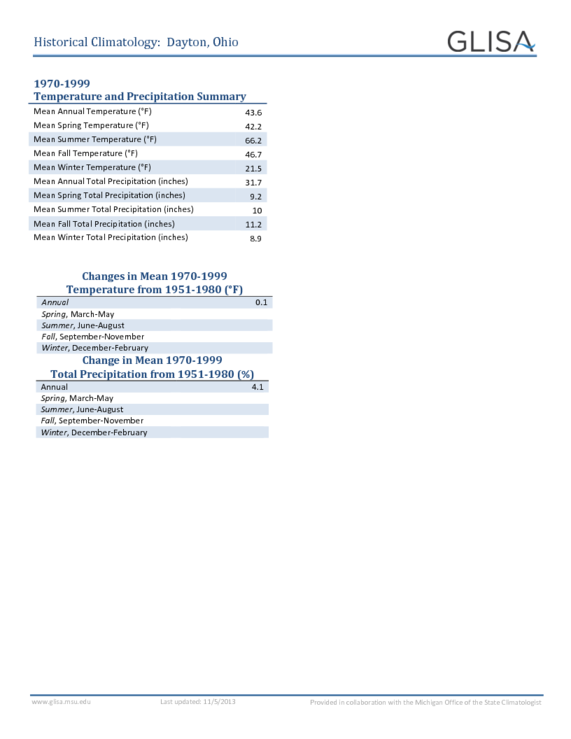 Historical Climatology: Dayton, Ohio
GLISA
1970-1999
Temperature and Precipitation Summary
Mean Annual Temperature (°F) 43.6
Mean Spring Temperature (°F) 42.2
Mean Summer Temperature (°F) 66.2
Mean Fall Temperature (°F) 46.7
Mean Winter Temperature (°F) 21.5
Mean Annual Total Precipitation (inches) 31.7
Mean Spring Total Precipitation (inches) 9.2
Mean Summer Total Precipitation (inches) 10
Mean Fall Total Precipitation (inches) 11.2
Mean Winter Total Precipitation (inches) 8.9
Changes in Mean 1970-1999
Temperature from 1951-1980 (°F)
Annual 0.1
Spring, March-May
Summer, June-August
Fall, September-November
Winter, December-February
Change in Mean 1970-1999
Total Precipitation from 1951-1980 (%)
Annual 4.1
Spring, March-May
Summer, June-August
Fall, September-November
Winter, December-February
www.glisa.msu.edu Last updated: 11/5/2013 Provided in collaboration with the Michigan Office of the State Climatologist